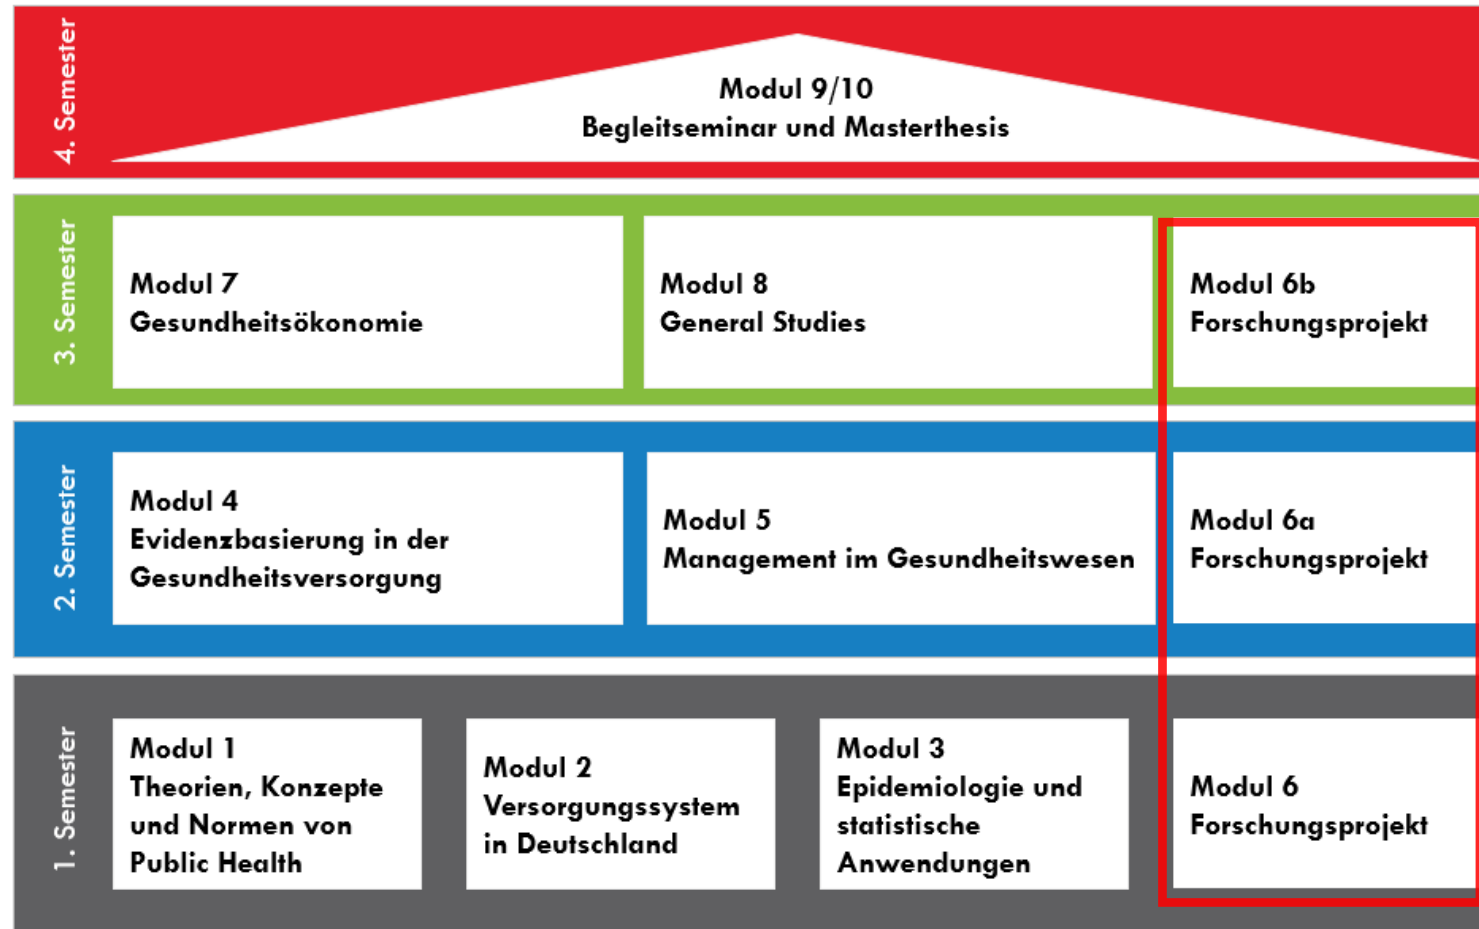 4. Semester
Modul 9/10
Begleitseminar und Masterthesis
3. Semester
Modul 7
Gesundheitsökonomie
Modul 8
General Studies
Modul 6b
Forschungsprojekt
2. Semester
Modul 4
Evidenzbasierung in der
Gesundheitsversorgung
Modul 5
Management im Gesundheitswesen
Modul 6a
Forschungsprojekt
1. Semester
Modul 1
Theorien, Konzepte
und Normen von
Public Health
Modul 2
Versorgungssystem
in Deutschland
Modul 3
Epidemiologie und
statistische
Anwendungen
Modul 6
Forschungsprojekt